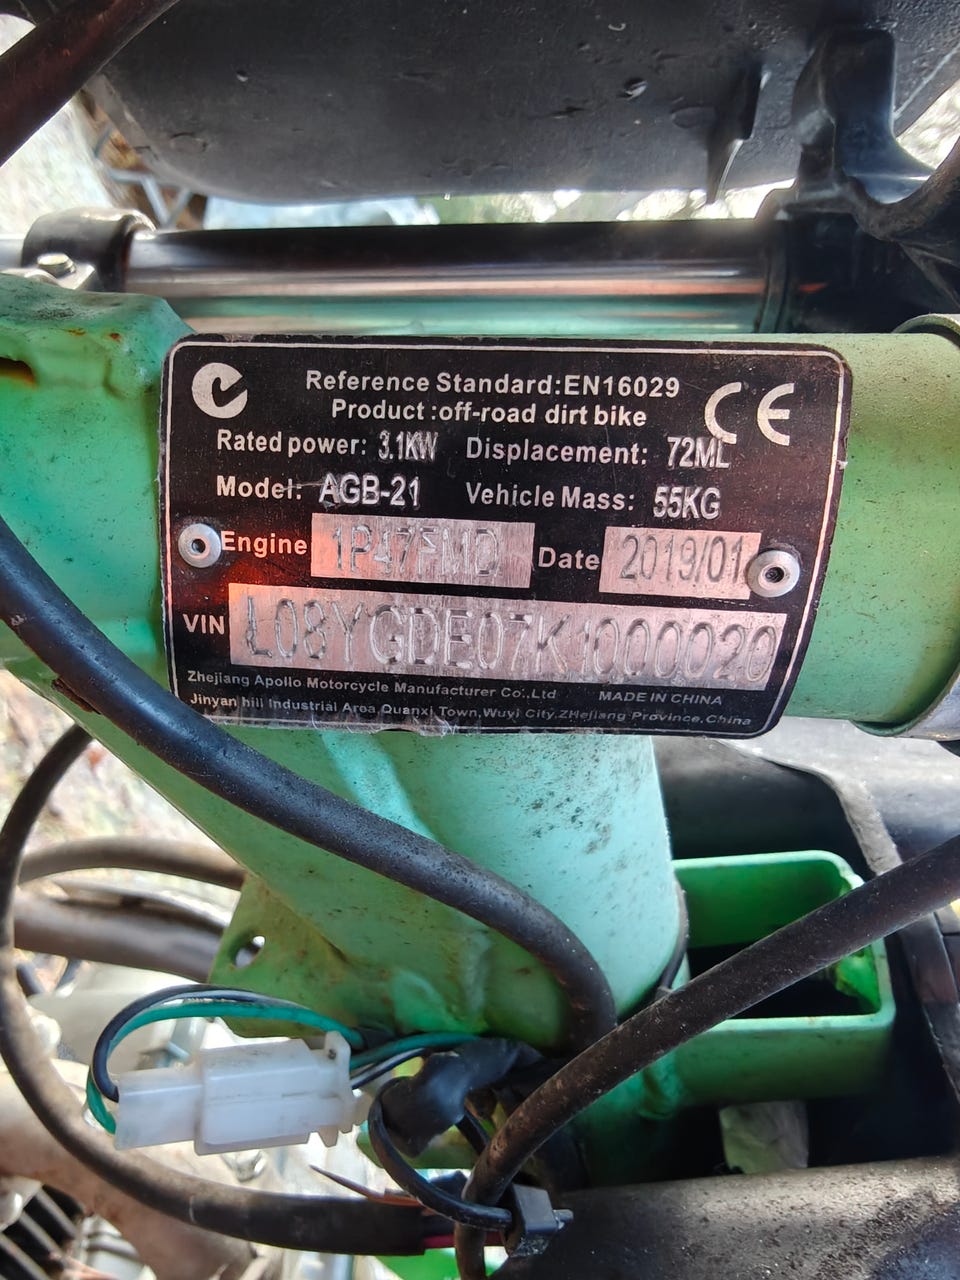 Reference Standard:EN16029
CE
Product :off-road dirt bike
Rated power: 3.1KW Displacement: 72ML
Model: AGB-21 Vehicle Mass: 55KG
Engine 1P47FMD Date 2019/01
VIN L08YGDE07K1000020
Zhejiang Apollo Motorcycle Manufacturer Co.,Ltd MADE IN CHINA
Jinyan hill Industrial Area,Quanxi Town,Wuyi City,ZHejiang Province,China